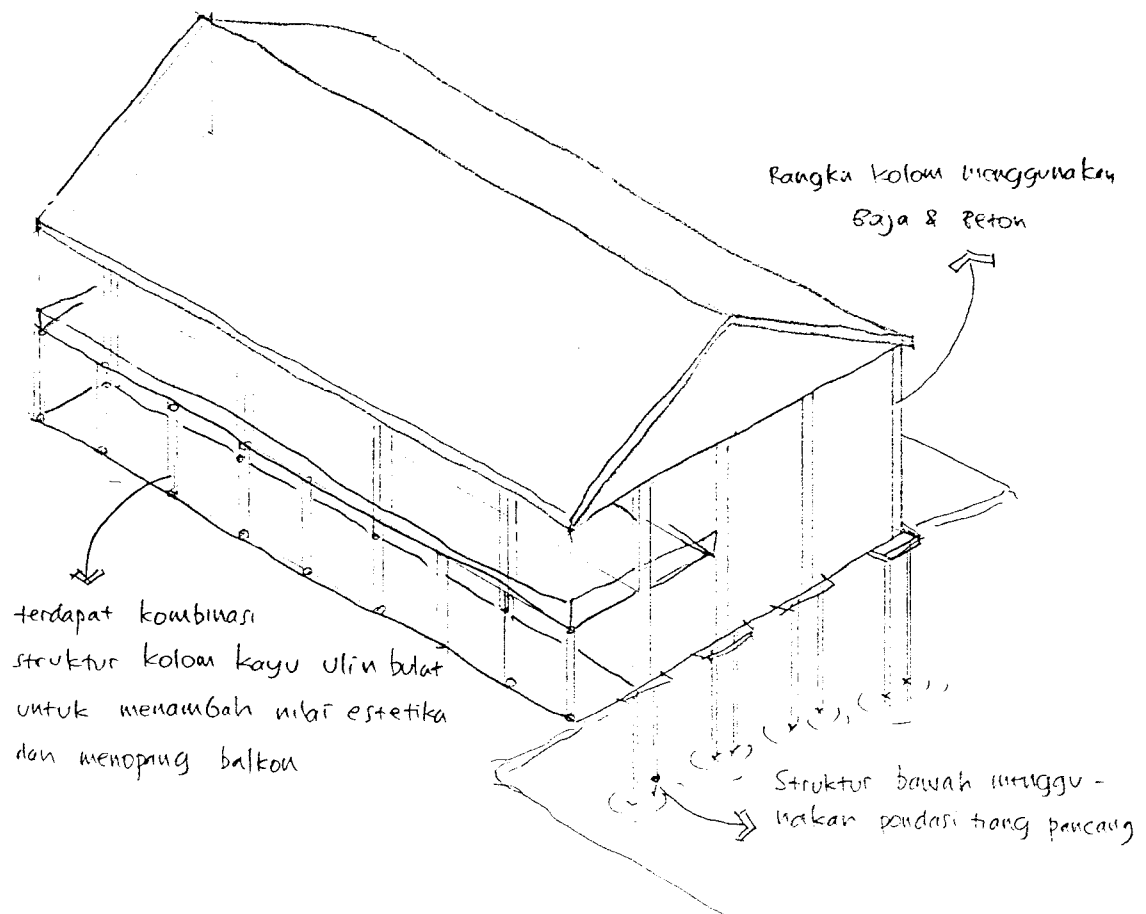 Rangka kolom menggunakan
Baja & Beton
terdapat kombinasi
struktur kolom kayu ulin bulat
untuk menambah nilai estetika
dan menopang balkon
Struktur bawah menggu-
nakan pondasi tiang pancang